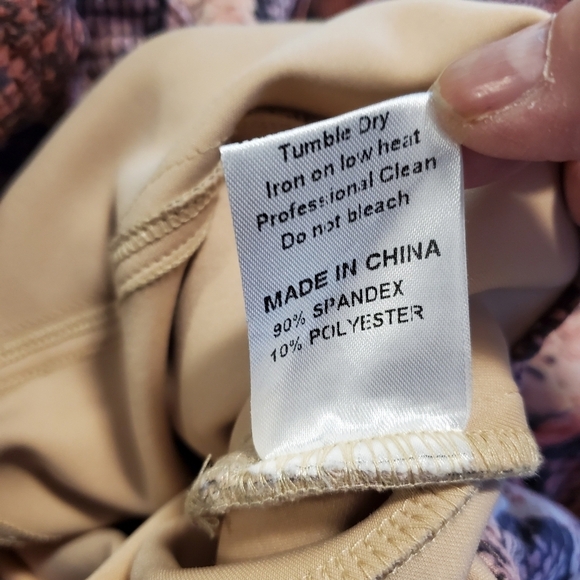 Tumble Dry
Iron on low heat
Professional Clean
Do not bleach
MADE IN CHINA
90% SPANDEX
10% POLYESTER